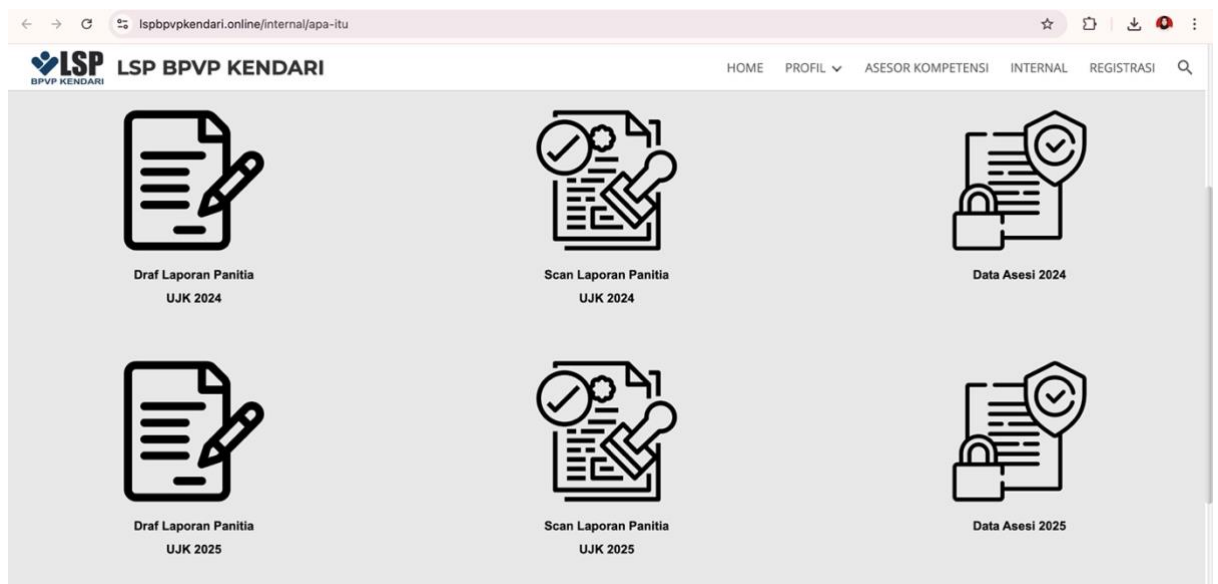 lspbpvpkendari.online/internal/apa-itu
LSP
BPVP KENDARI
LSP BPVP KENDARI
HOME PROFIL ASESOR KOMPETENSI INTERNAL REGISTRASI
Draf Laporan Panitia
UJK 2024
Scan Laporan Panitia
UJK 2024
Data Asesi 2024
Draf Laporan Panitia
UJK 2025
Scan Laporan Panitia
UJK 2025
Data Asesi 2025